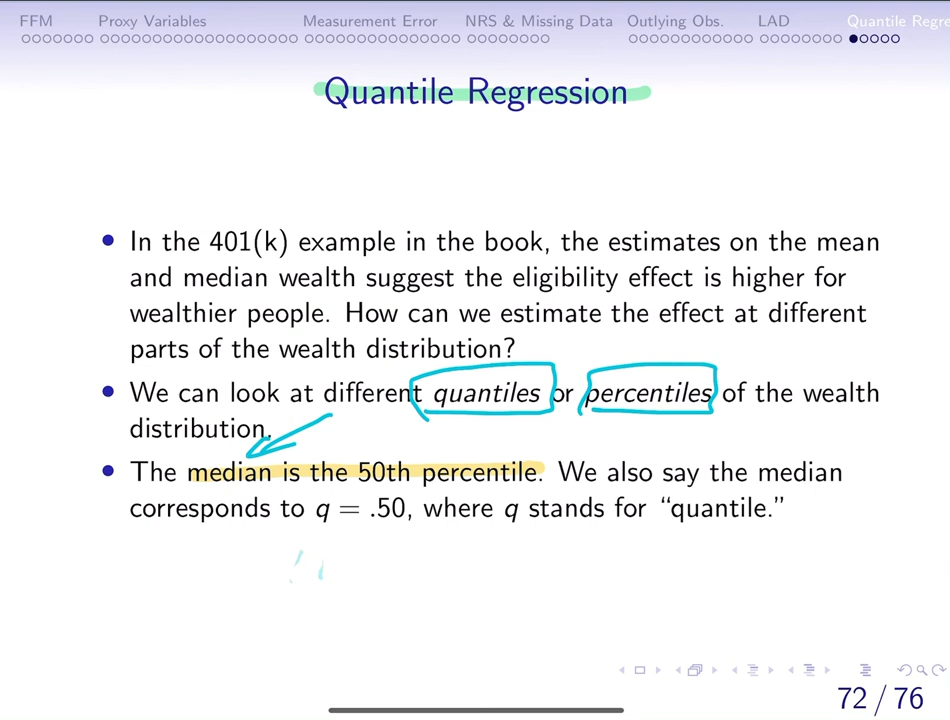 FFM Proxy Variables Measurement Error NRS & Missing Data Outlying Obs. LAD Quantile Regre
Quantile Regression
In the 401(k) example in the book, the estimates on the mean
and median wealth suggest the eligibility effect is higher for
wealthier people. How can we estimate the effect at different
parts of the wealth distribution?
We can look at different quantiles or percentiles of the wealth
distribution.
The median is the 50th percentile. We also say the median
corresponds to q = .50, where q stands for “quantile.”
72 / 76